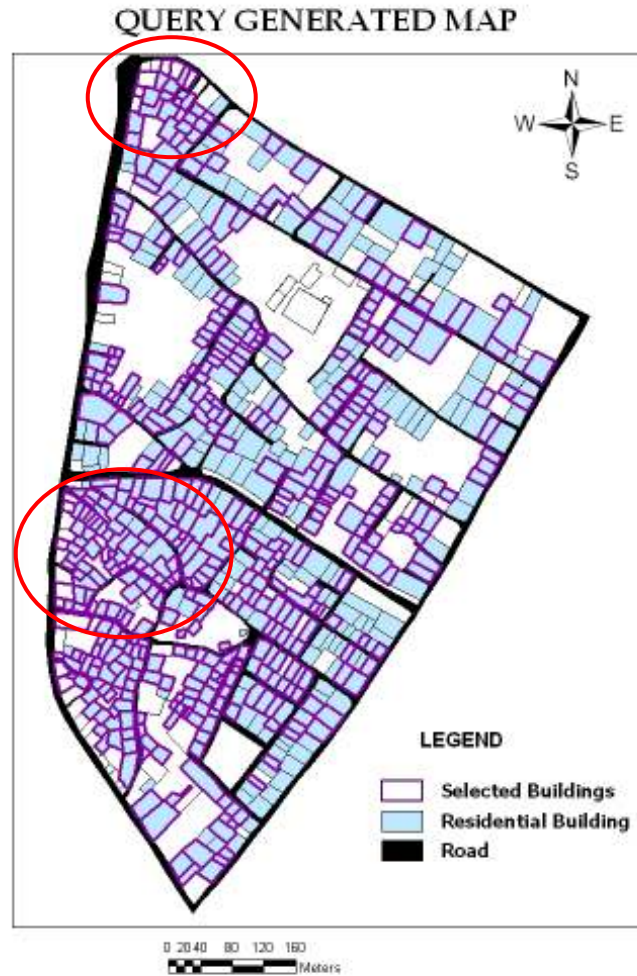 QUERY GENERATED MAP
N
W E
S
LEGEND
Selected Buildings
Residential Building
Road
0 20 40 80 120 160
Meters